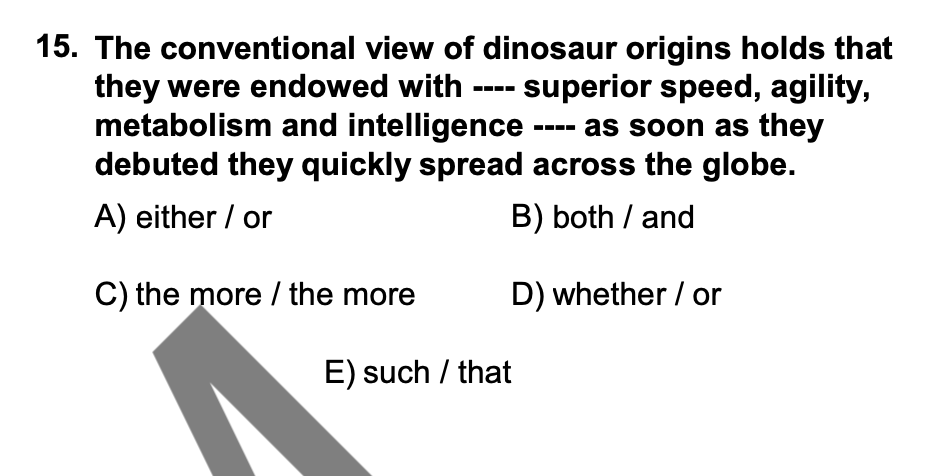 15. The conventional view of dinosaur origins holds that
they were endowed with ---- superior speed, agility,
metabolism and intelligence ---- as soon as they
debuted they quickly spread across the globe.
A) either / or B) both / and
C) the more / the more D) whether / or
E) such / that